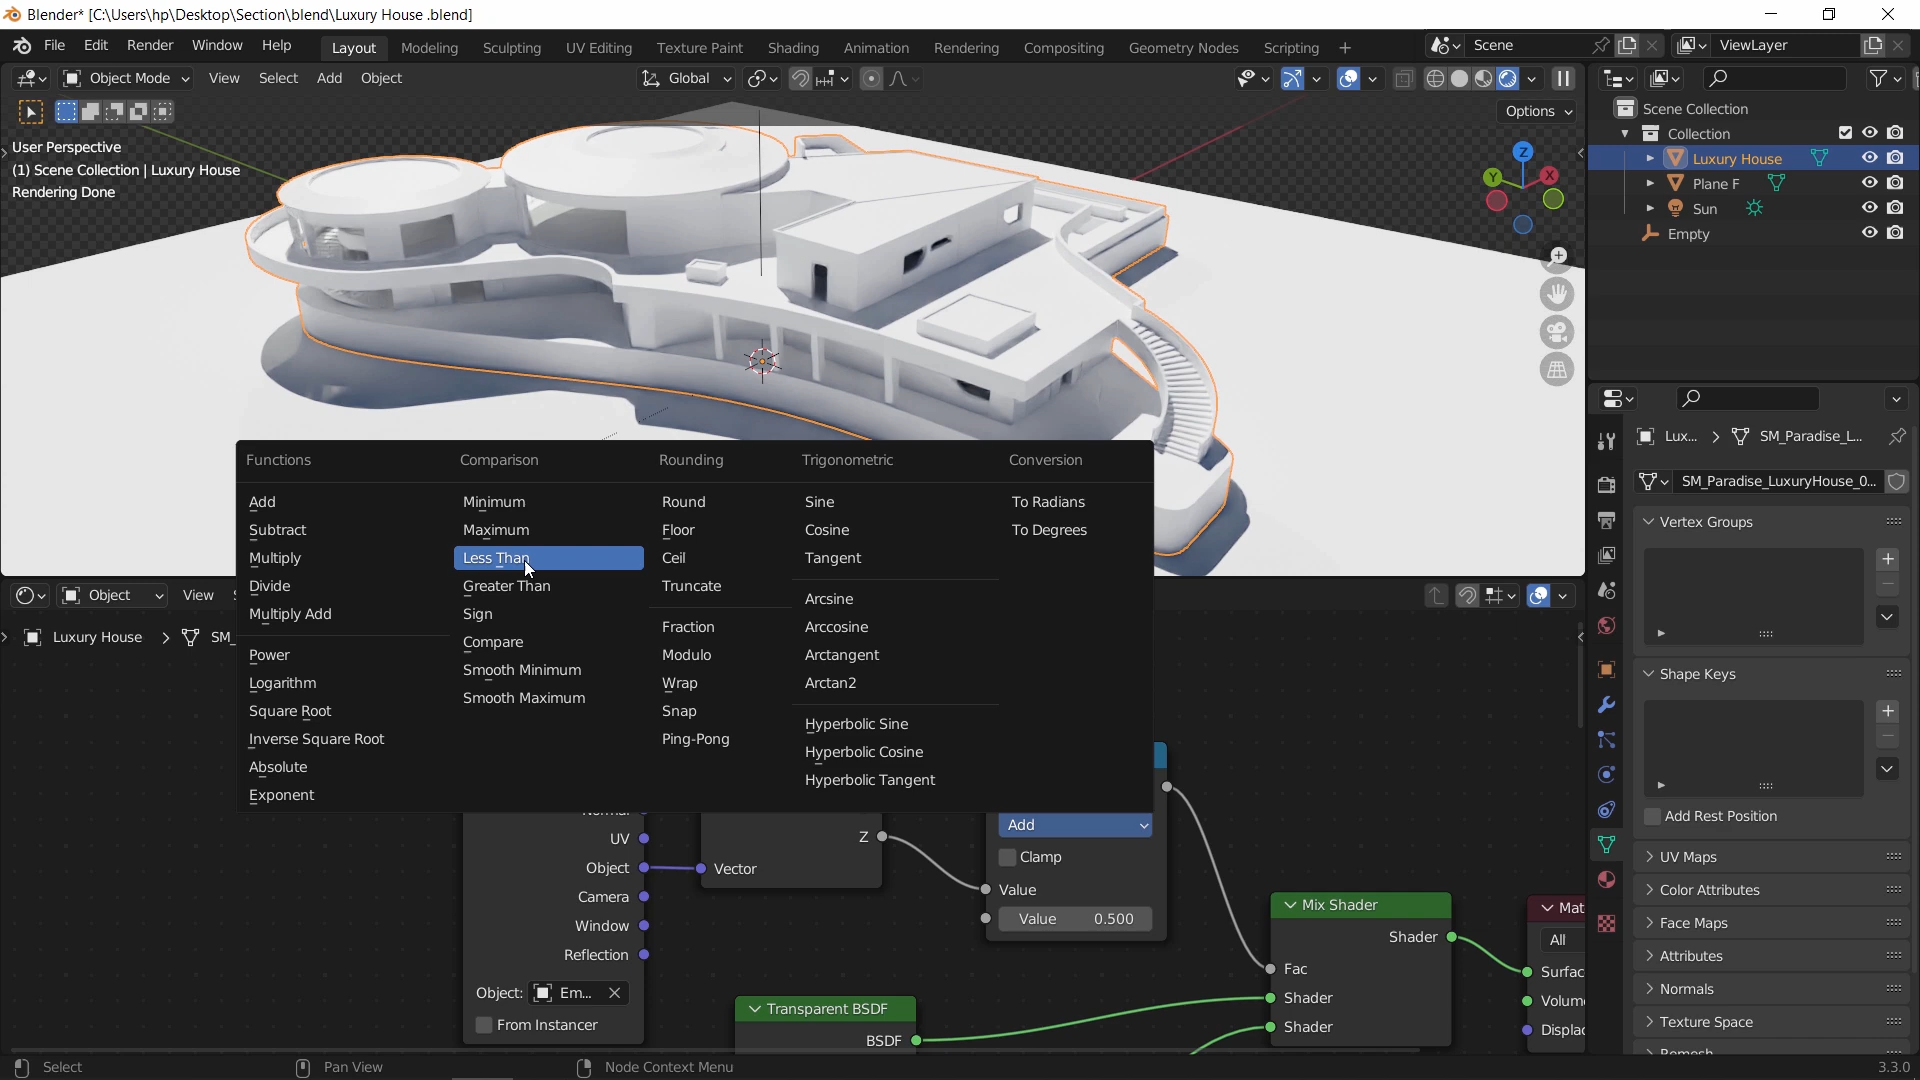 Blender* [C:\Users\hp\Desktop\Section\blend\Luxury House .blend]
File Edit Render Window Help Layout Modeling Sculpting UV Editing Texture Paint Shading Animation Rendering Compositing Geometry Nodes Scripting + Scene ViewLayer
Object Mode View Select Add Object Global
Options
User Perspective
(1) Scene Collection | Luxury House
Rendering Done
Z
Y
X
Scene Collection
Collection
Luxury House
Plane F
Sun
Empty
Lux... > SM_Paradise_L...
SM_Paradise_LuxuryHouse_0...
Vertex Groups
Shape Keys
Add Rest Position
UV Maps
Color Attributes
Face Maps
Attributes
Normals
Texture Space
Remesh
Functions
Add
Subtract
Multiply
Divide
Multiply Add
Power
Logarithm
Square Root
Inverse Square Root
Absolute
Exponent
Comparison
Minimum
Maximum
Less Than
Greater Than
Sign
Compare
Smooth Minimum
Smooth Maximum
Rounding
Round
Floor
Ceil
Truncate
Fraction
Modulo
Wrap
Snap
Ping-Pong
Trigonometric
Sine
Cosine
Tangent
Arcsine
Arccosine
Arctangent
Arctan2
Hyperbolic Sine
Hyperbolic Cosine
Hyperbolic Tangent
Conversion
To Radians
To Degrees
Object View
Luxury House > SM_
Normal
UV
Object
Camera
Window
Reflection
Object: Em...
From Instancer
Z
Vector
Add
Clamp
Value
Value 0.500
Transparent BSDF
BSDF
Mix Shader
Shader
Fac
Shader
Shader
Mat
All
Surfac
Volum
Displac
Select Pan View Node Context Menu 3.3.0